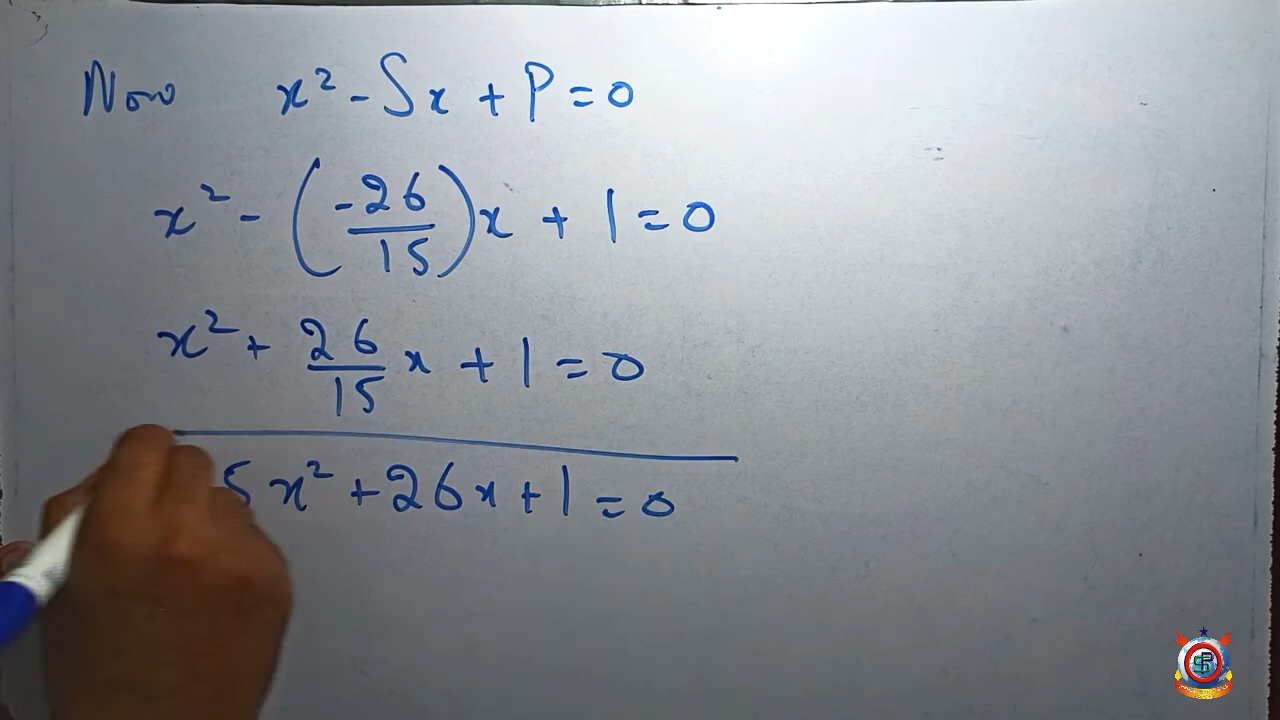 Now x² - Sx + P = 0
x² - (-26/15)x + 1 = 0
x² + 26/15 x + 1 = 0
5x² + 26x + 1 = 0